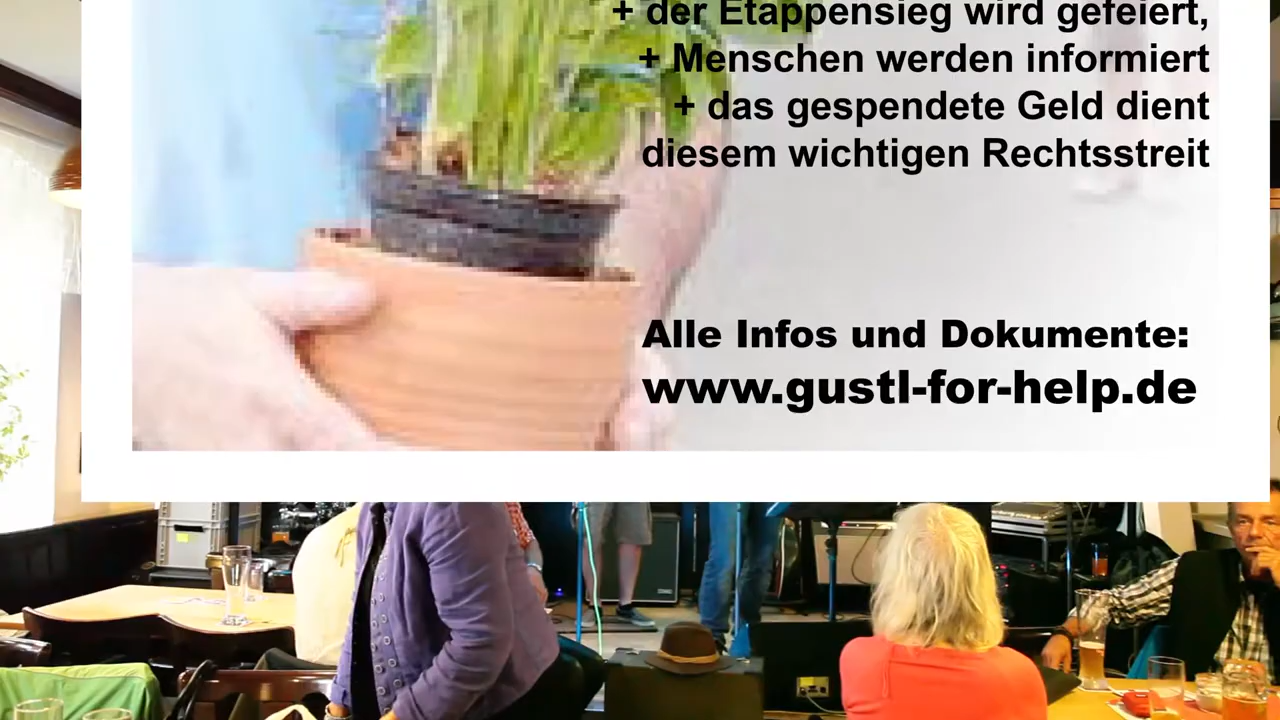 + der Etappensieg wird gefeiert,
+ Menschen werden informiert
+ das gespendete Geld dient
diesem wichtigen Rechtsstreit
Alle Infos und Dokumente:
www.gustl-for-help.de